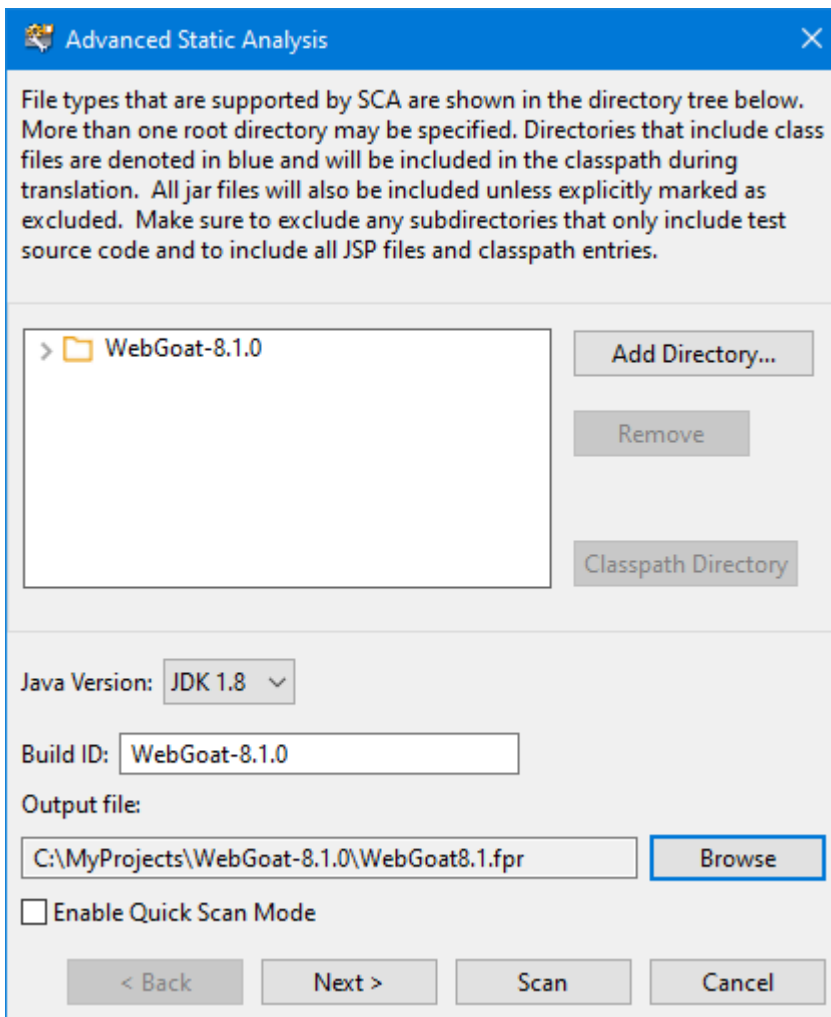 Advanced Static Analysis
File types that are supported by SCA are shown in the directory tree below.
More than one root directory may be specified. Directories that include class
files are denoted in blue and will be included in the classpath during
translation.  All jar files will also be included unless explicitly marked as
excluded.  Make sure to exclude any subdirectories that only include test
source code and to include all JSP files and classpath entries.
WebGoat-8.1.0
Add Directory...
Remove
Classpath Directory
Java Version: JDK 1.8
Build ID: WebGoat-8.1.0
Output file:
C:\MyProjects\WebGoat-8.1.0\WebGoat8.1.fpr Browse
Enable Quick Scan Mode
< Back Next > Scan Cancel